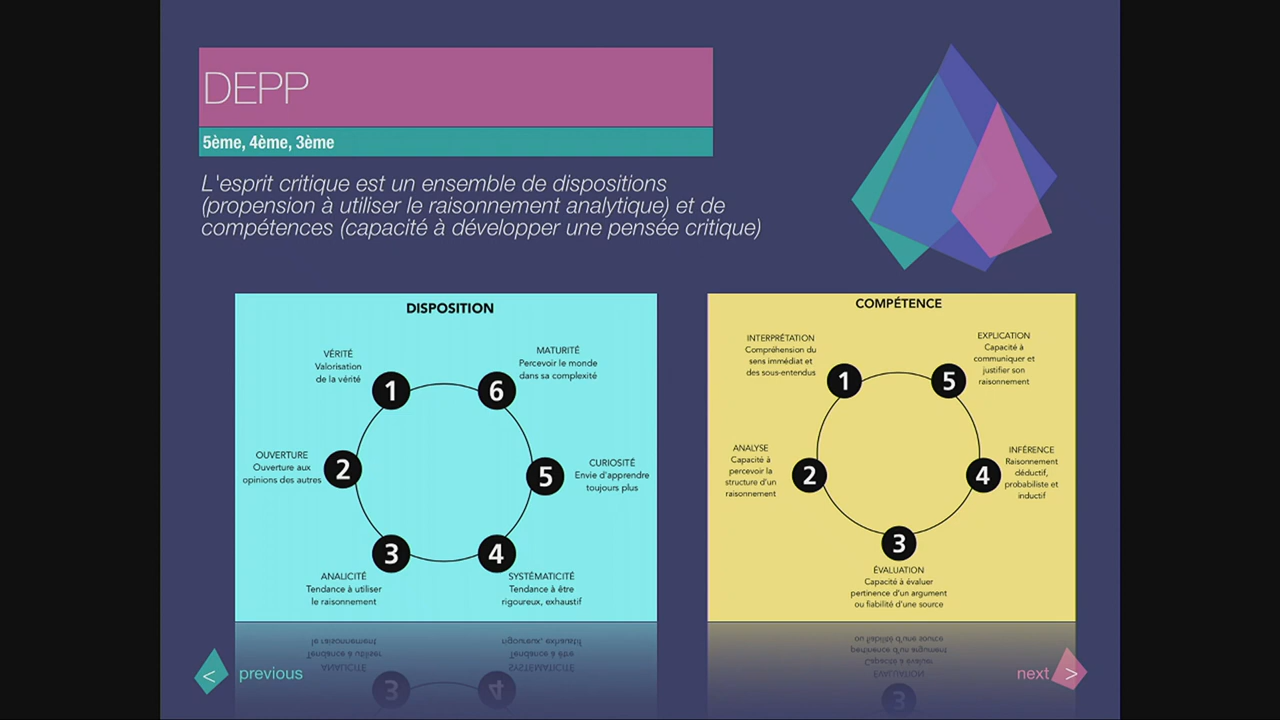 DEPP
5ème, 4ème, 3ème
L'esprit critique est un ensemble de dispositions
(propension à utiliser le raisonnement analytique) et de
compétences (capacité à développer une pensée critique)
DISPOSITION
VÉRITÉ
Valorisation
de la vérité
1
OUVERTURE
Ouverture aux
opinions des autres
2
3
ANALICITÉ
Tendance à utiliser
le raisonnement
4
SYSTÉMATICITÉ
Tendance à être
rigoureux, exhaustif
5
CURIOSITÉ
Envie d'apprendre
toujours plus
MATURITÉ
Percevoir le monde
dans sa complexité
6
COMPÉTENCE
INTERPRÉTATION
Compréhension du
sens immédiat et
des sous-entendus
1
ANALYSE
Capacité à
percevoir la
structure d'un
raisonnement
2
3
ÉVALUATION
Capacité à évaluer
pertinence d'un argument
ou fiabilité d'une source
4
INFÉRENCE
Raisonnement
déductif,
probabiliste et
inductif
EXPLICATION
Capacité à
communiquer et
justifier son
raisonnement
5
< previous
next >